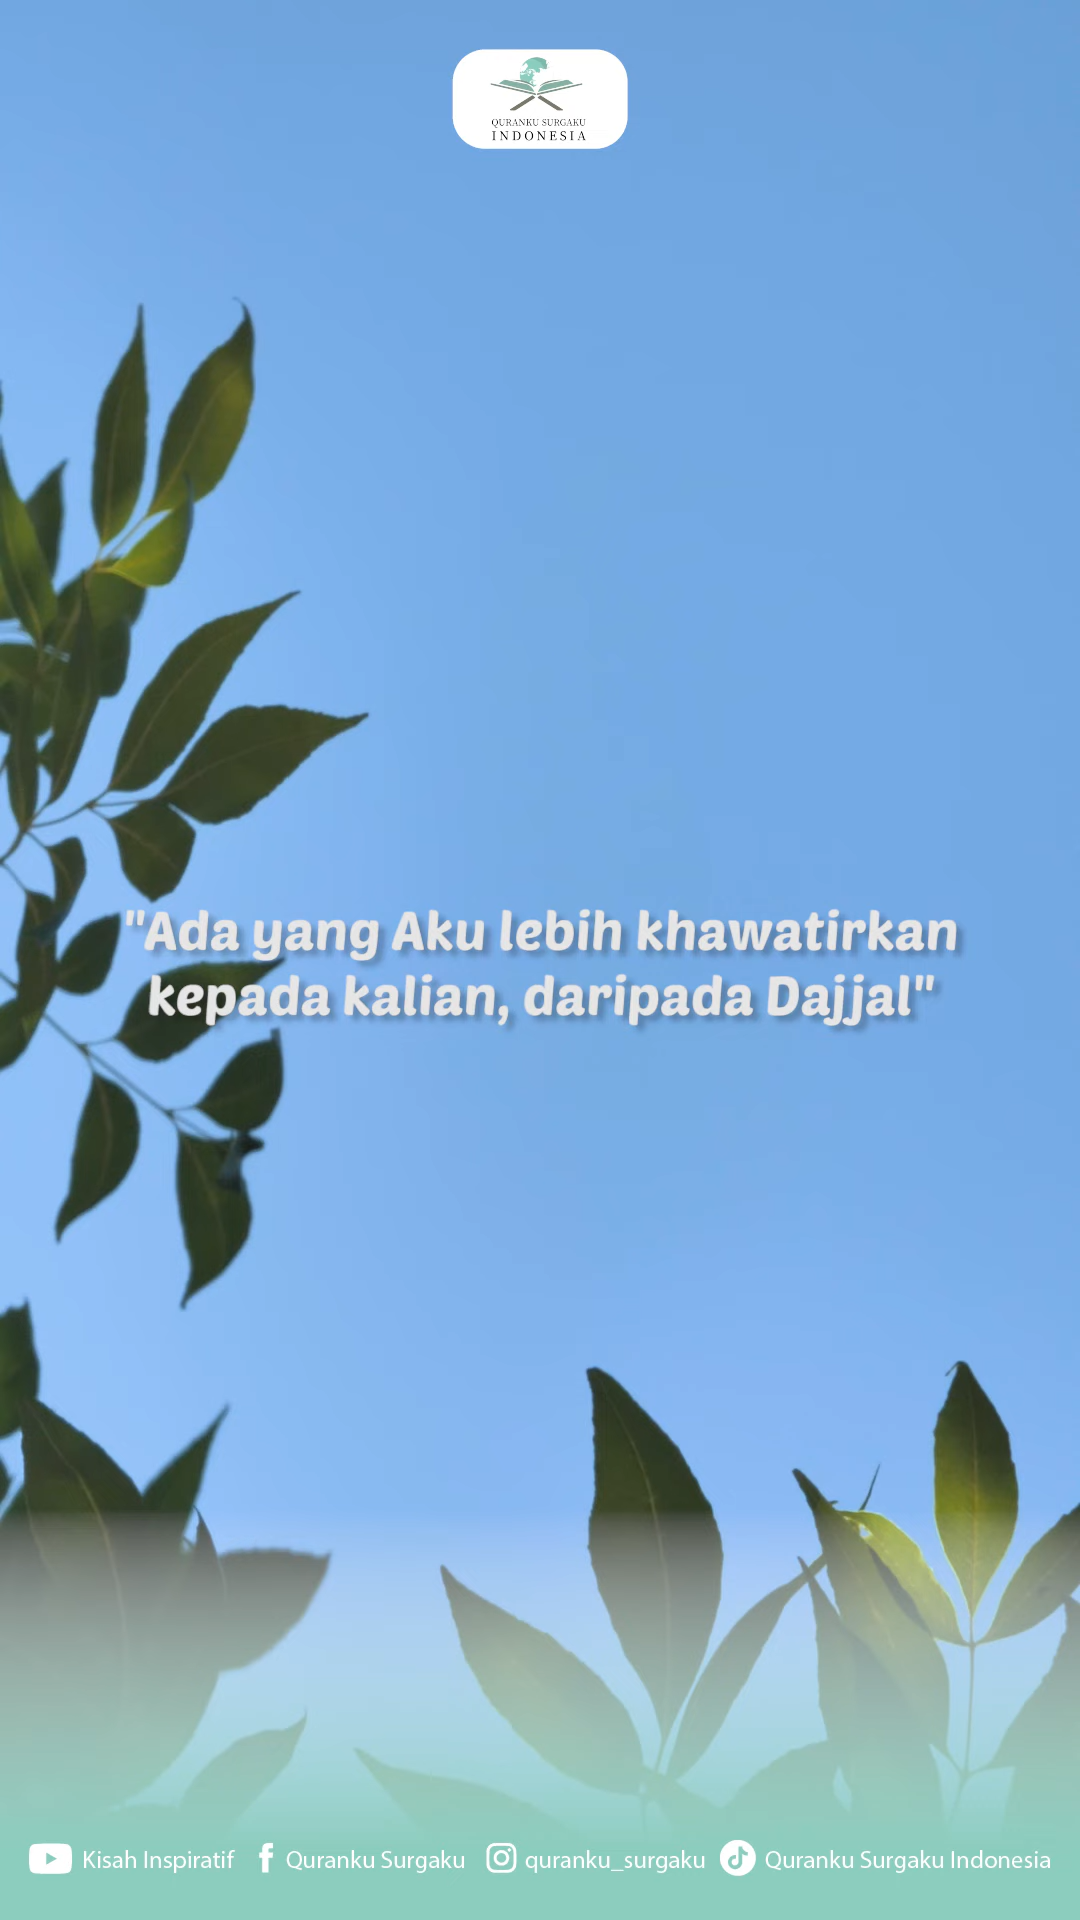 QURANKU SURGAKU
INDONESIA
"Ada yang Aku lebih khawatirkan
kepada kalian, daripada Dajjal"
Kisah Inspiratif Quranku Surgaku quranku_surgaku Quranku Surgaku Indonesia